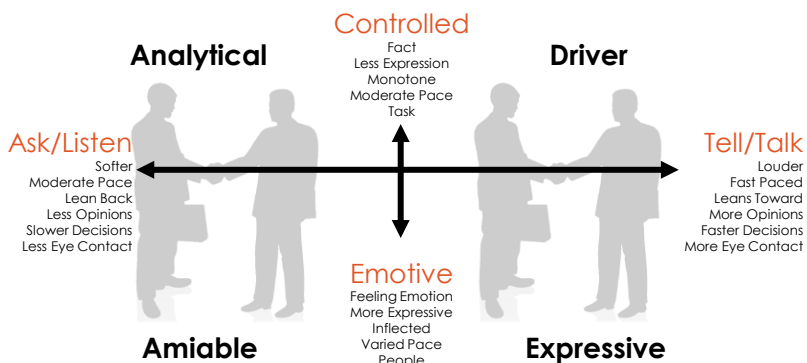 Controlled
Fact
Less Expression
Monotone
Moderate Pace
Task
Analytical
Driver
Ask/Listen
Softer
Moderate Pace
Lean Back
Less Opinions
Slower Decisions
Less Eye Contact
Tell/Talk
Louder
Fast Paced
Leans Toward
More Opinions
Faster Decisions
More Eye Contact
Emotive
Feeling Emotion
More Expressive
Inflected
Varied Pace
People
Amiable
Expressive